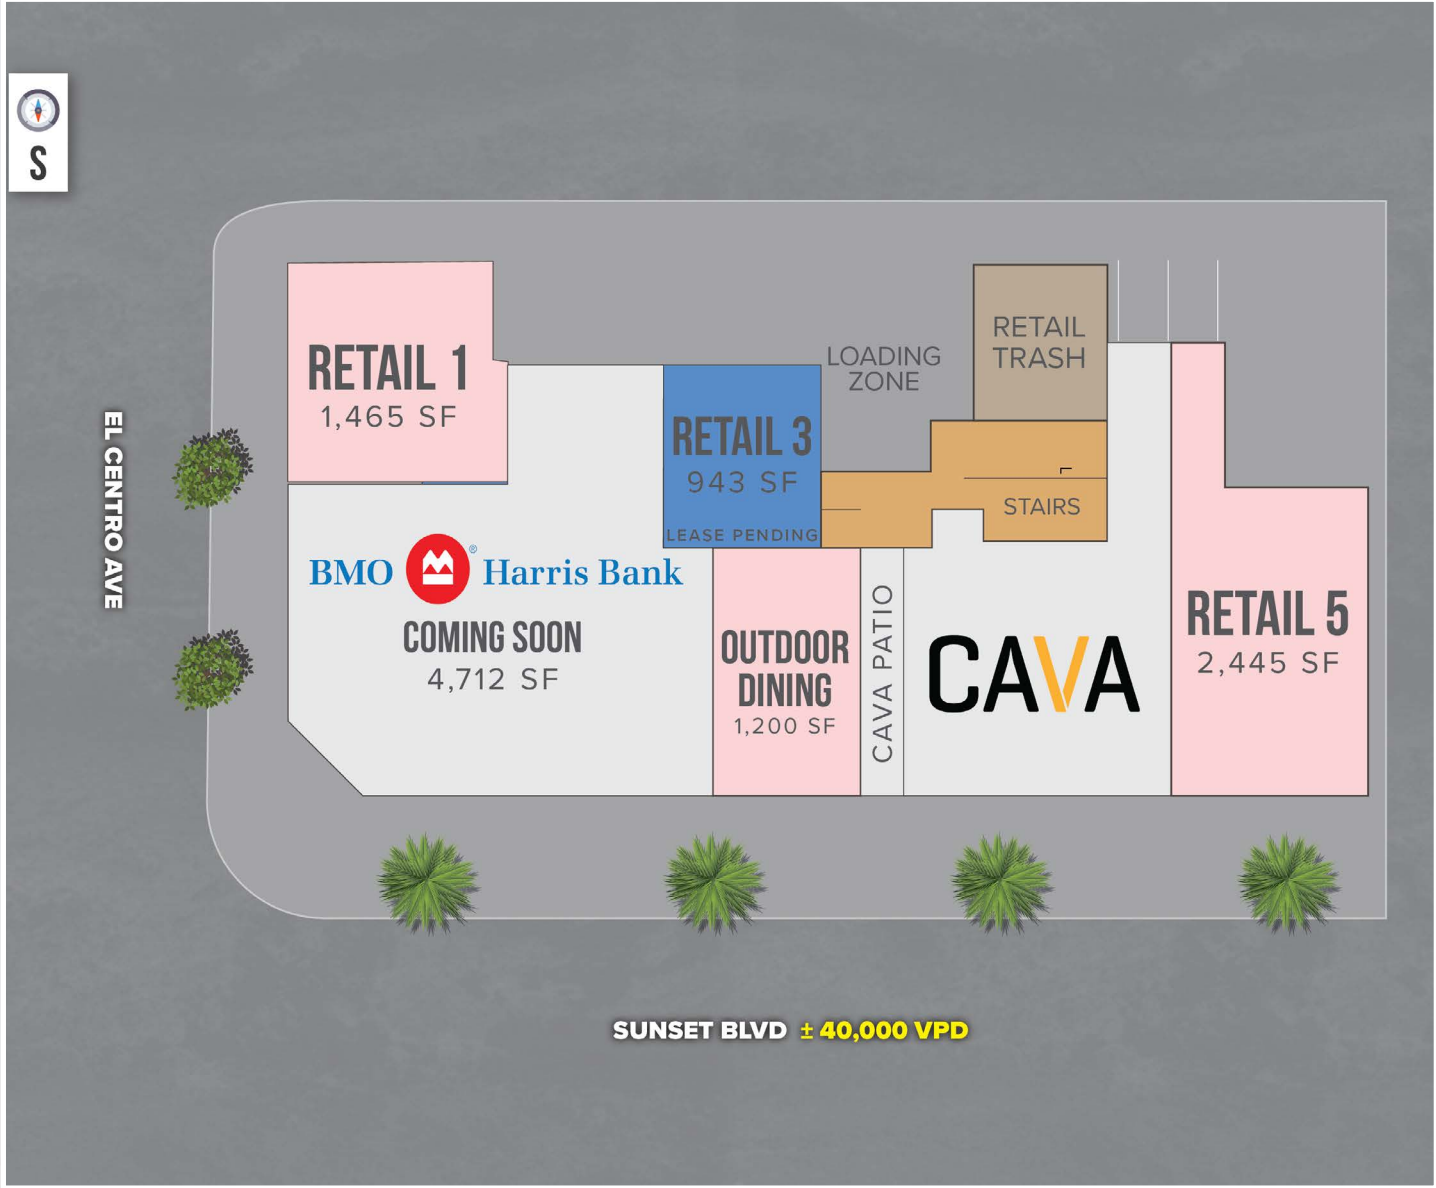 S
RETAIL 1
1,465 SF
RETAIL 3
943 SF
LEASE PENDING
LOADING
ZONE
RETAIL
TRASH
STAIRS
EL CENTRO AVE
BMO ® Harris Bank
COMING SOON
4,712 SF
OUTDOOR
DINING
1,200 SF
CAVA PATIO
CAVA
RETAIL 5
2,445 SF
SUNSET BLVD ± 40,000 VPD